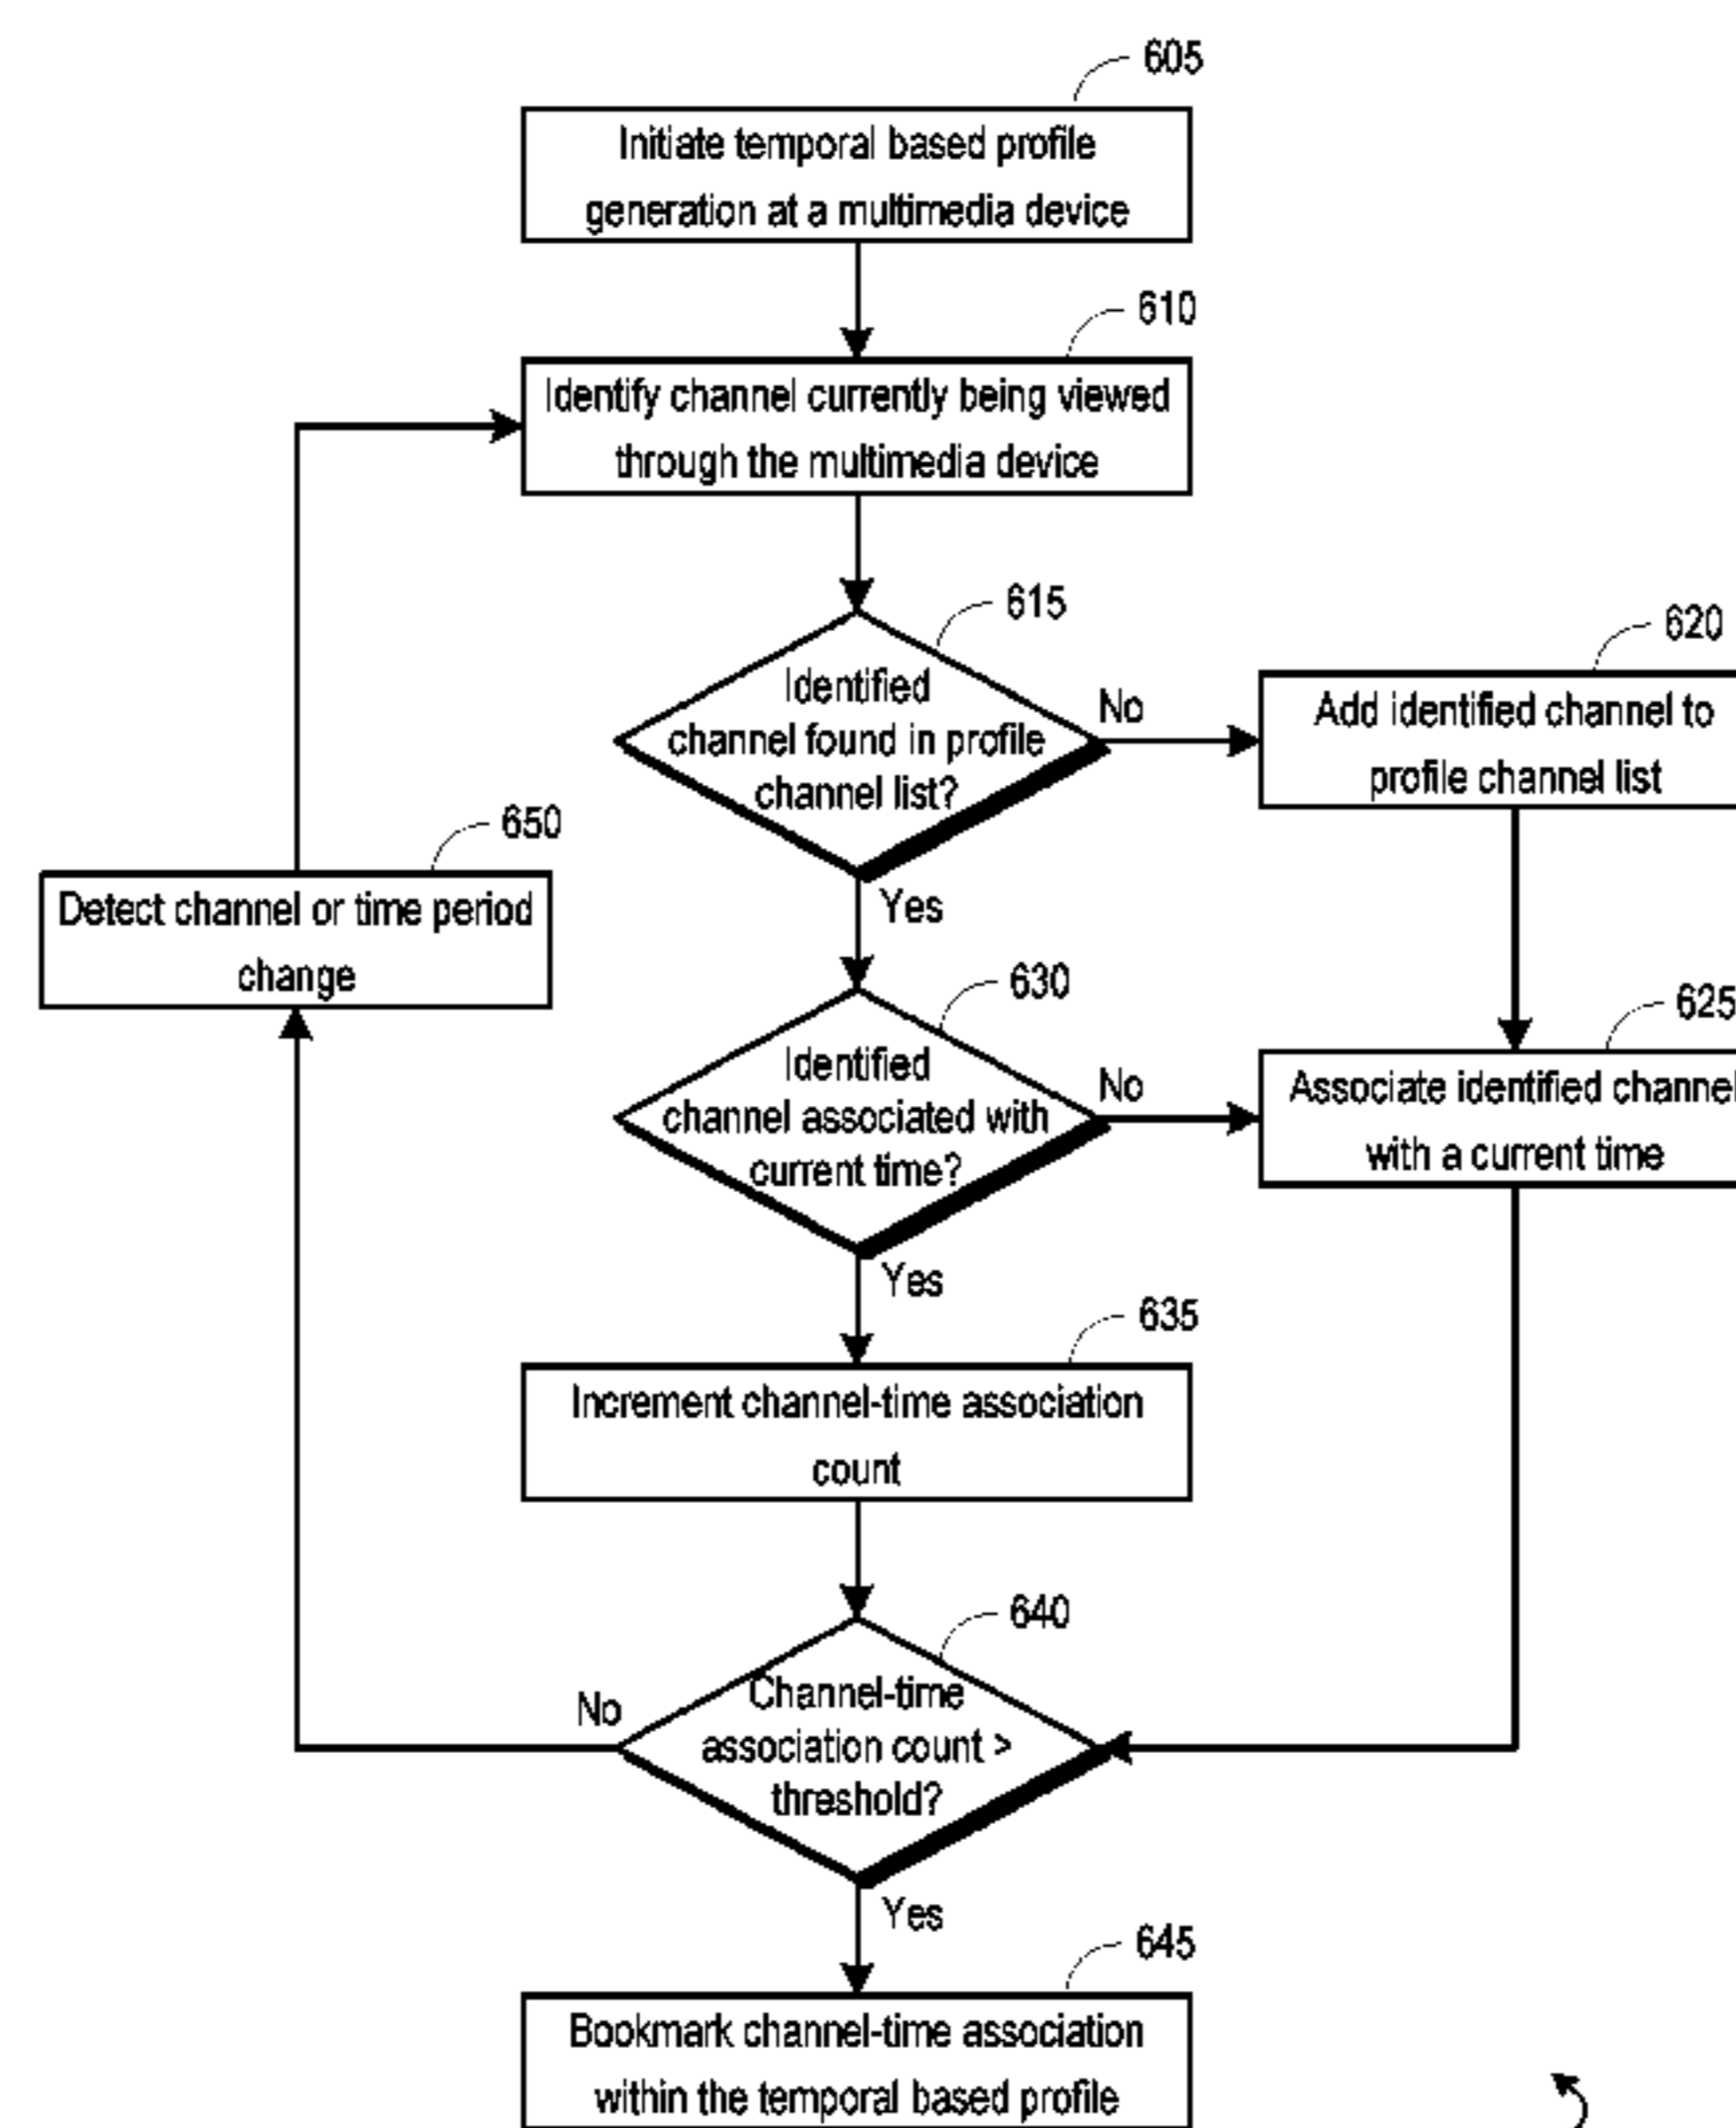 605
Initiate temporal based profile
generation at a multimedia device
610
Identify channel currently being viewed
through the multimedia device
615
Identified
channel found in profile
channel list?
No
Yes
620
Add identified channel to
profile channel list
650
Detect channel or time period
change
630
Identified
channel associated with
current time?
No
Yes
625
Associate identified channel
with a current time
635
Increment channel-time association
count
640
Channel-time
association count >
threshold?
No
Yes
645
Bookmark channel-time association
within the temporal based profile